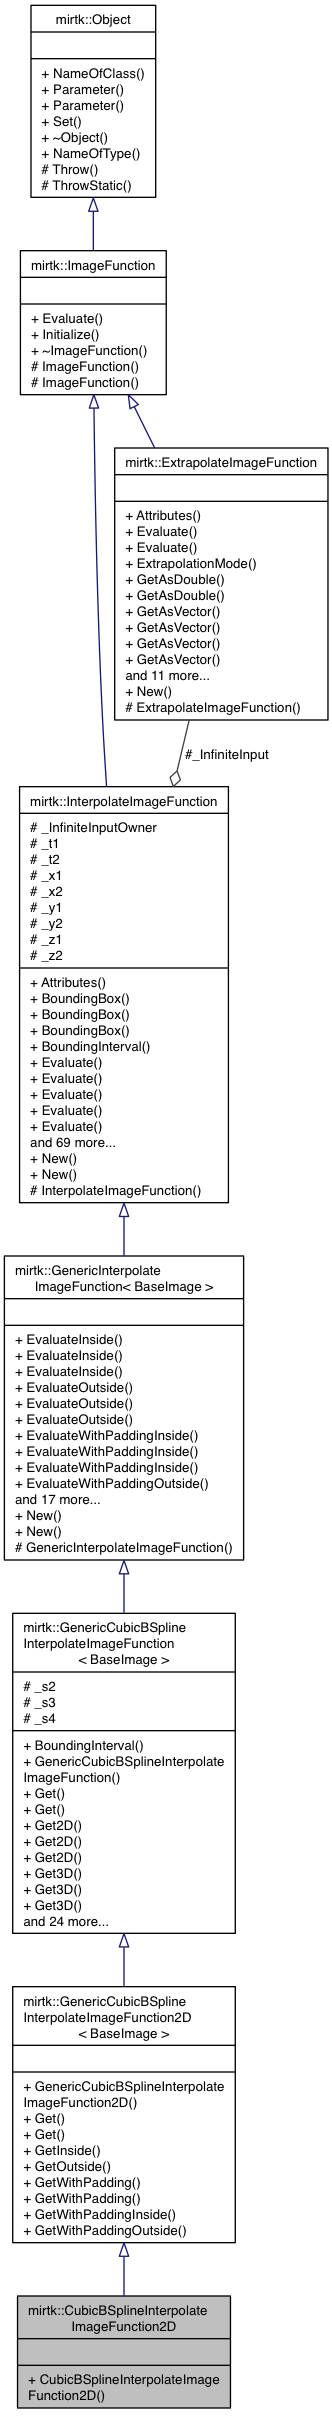 mirtk::Object
+ NameOfClass()
+ Parameter()
+ Parameter()
+ Set()
+ ~Object()
+ NameOfType()
# Throw()
# ThrowStatic()
mirtk::ImageFunction
+ Evaluate()
+ Initialize()
+ ~ImageFunction()
# ImageFunction()
# ImageFunction()
mirtk::ExtrapolateImageFunction
+ Attributes()
+ Evaluate()
+ Evaluate()
+ ExtrapolationMode()
+ GetAsDouble()
+ GetAsDouble()
+ GetAsVector()
+ GetAsVector()
+ GetAsVector()
+ GetAsVector()
and 11 more...
+ New()
# ExtrapolateImageFunction()
#_InfiniteInput
mirtk::InterpolateImageFunction
# _InfiniteInputOwner
# _t1
# _t2
# _x1
# _x2
# _y1
# _y2
# _z1
# _z2
+ Attributes()
+ BoundingBox()
+ BoundingBox()
+ BoundingBox()
+ BoundingInterval()
+ Evaluate()
+ Evaluate()
+ Evaluate()
+ Evaluate()
+ Evaluate()
and 69 more...
+ New()
+ New()
# InterpolateImageFunction()
mirtk::GenericInterpolate
ImageFunction< BaseImage >
+ EvaluateInside()
+ EvaluateInside()
+ EvaluateInside()
+ EvaluateOutside()
+ EvaluateOutside()
+ EvaluateOutside()
+ EvaluateWithPaddingInside()
+ EvaluateWithPaddingInside()
+ EvaluateWithPaddingInside()
+ EvaluateWithPaddingOutside()
and 17 more...
+ New()
+ New()
# GenericInterpolateImageFunction()
mirtk::GenericCubicBSpline
InterpolateImageFunction
< BaseImage >
# _s2
# _s3
# _s4
+ BoundingInterval()
+ GenericCubicBSplineInterpolate
ImageFunction()
+ Get()
+ Get()
+ Get2D()
+ Get2D()
+ Get2D()
+ Get3D()
+ Get3D()
+ Get3D()
and 24 more...
mirtk::GenericCubicBSpline
InterpolateImageFunction2D
< BaseImage >
+ GenericCubicBSplineInterpolate
ImageFunction2D()
+ Get()
+ Get()
+ GetInside()
+ GetOutside()
+ GetWithPadding()
+ GetWithPadding()
+ GetWithPaddingInside()
+ GetWithPaddingOutside()
mirtk::CubicBSplineInterpolate
ImageFunction2D
+ CubicBSplineInterpolateImage
Function2D()